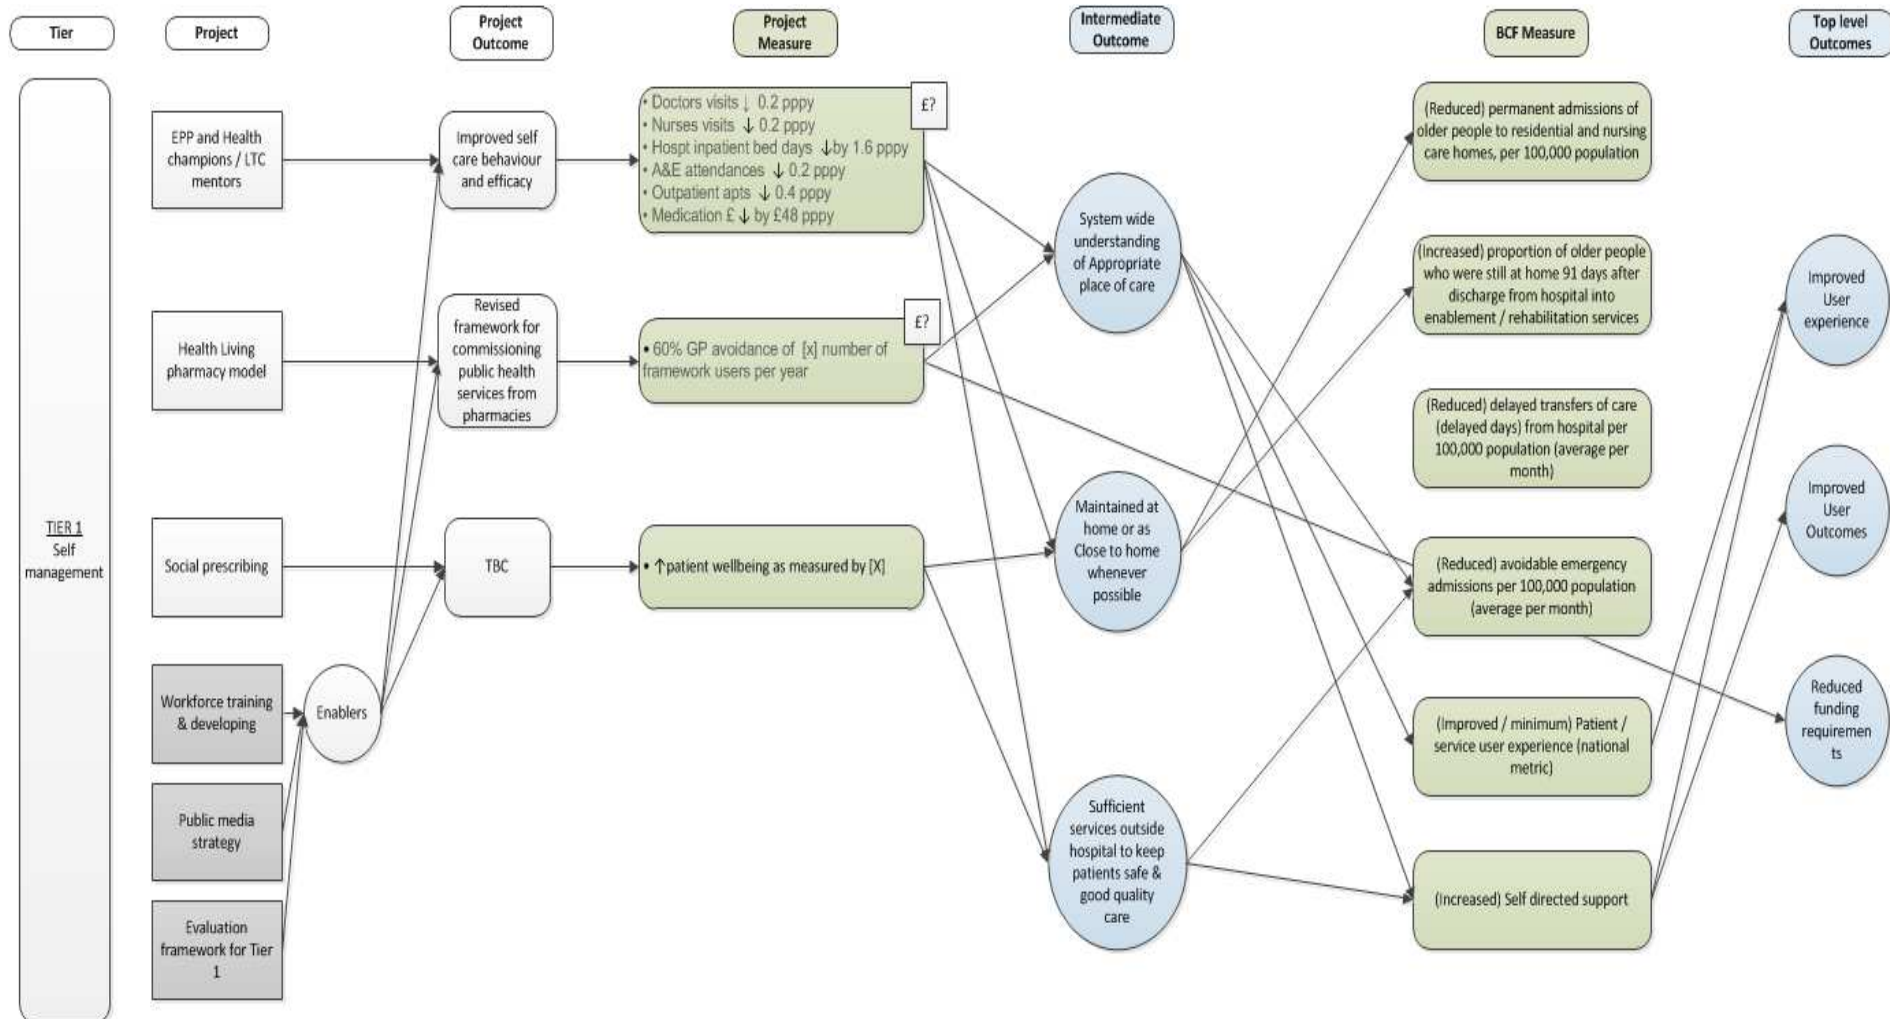 Tier
Project
Project
Outcome
Project
Measure
Intermediate
Outcome
BCF Measure
Top level
Outcomes
TIER 1
Self
management
EPP and Health
champions / LTC
mentors
Health Living
pharmacy model
Social prescribing
Workforce training
& developing
Public media
strategy
Evaluation
framework for Tier
1
Enablers
Improved self
care behaviour
and efficacy
Revised
framework for
commissioning
public health
services from
pharmacies
TBC
• Doctors visits ↓ 0.2 pppy
• Nurses visits ↓ 0.2 pppy
• Hospt inpatient bed days ↓by 1.6 pppy
• A&E attendances ↓ 0.2 pppy
• Outpatient apts ↓ 0.4 pppy
• Medication £ ↓ by £48 pppy
£?
• 60% GP avoidance of [x] number of
framework users per year
£?
• ↑patient wellbeing as measured by [X]
System wide
understanding
of Appropriate
place of care
Maintained at
home or as
Close to home
whenever
possible
Sufficient
services outside
hospital to keep
patients safe &
good quality
care
(Reduced) permanent admissions of
older people to residential and nursing
care homes, per 100,000 population
(Increased) proportion of older people
who were still at home 91 days after
discharge from hospital into
enablement / rehabilitation services
(Reduced) delayed transfers of care
(delayed days) from hospital per
100,000 population (average per
month)
(Reduced) avoidable emergency
admissions per 100,000 population
(average per month)
(Improved / minimum) Patient /
service user experience (national
metric)
(Increased) Self directed support
Improved
User
experience
Improved
User
Outcomes
Reduced
funding
requiremen
ts